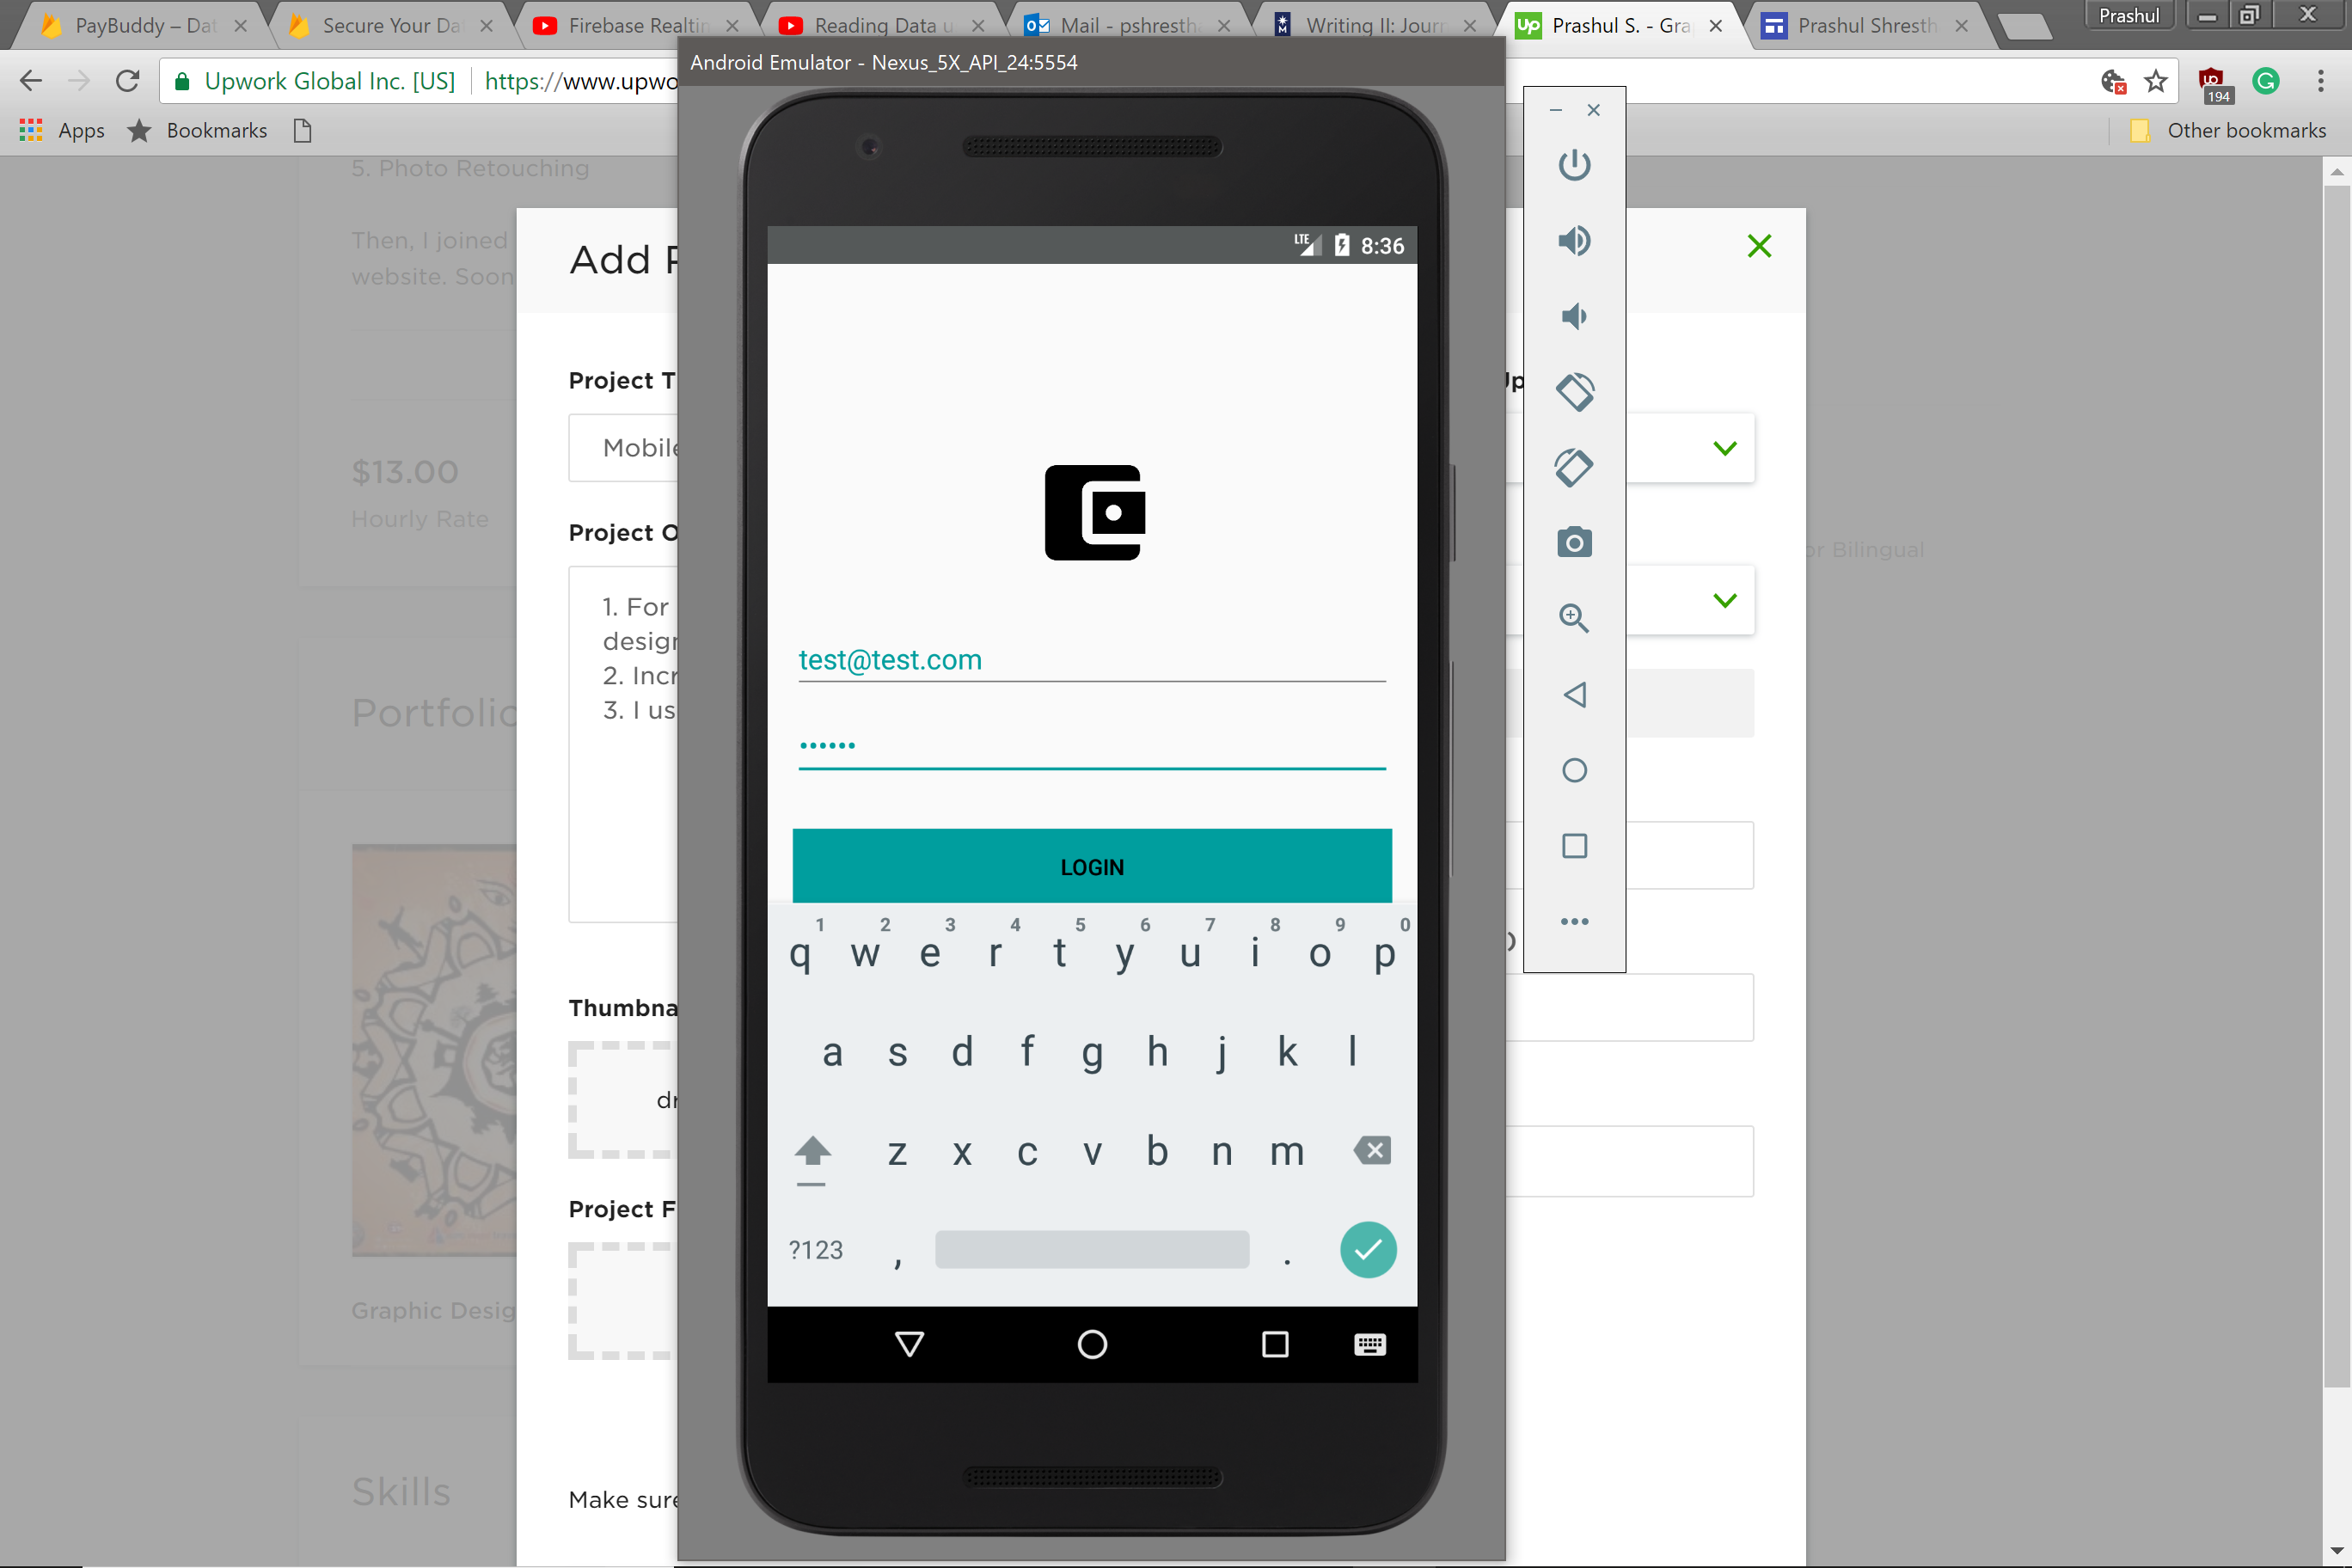 PayBuddy – Dat
Secure Your Da
Firebase Realtin
Reading Data u
Mail - pshresth
Writing II: Journ
Prashul S. - Gra
Prashul Shresth
Prashul
Android Emulator - Nexus_5X_API_24:5554
Upwork Global Inc. [US]
https://www.upwo
194
Apps
Bookmarks
Other bookmarks
5. Photo Retouching
Then, I joined
website. Soon
$13.00
Hourly Rate
Portfolio
Graphic Desig
Skills
or Bilingual
Add P
Project T
Mobile
Project O
1. For
design
2. Incr
3. I us
Thumbna
dr
Project F
Make sure
Up
LTE
8:36
test@test.com
••••••
LOGIN
1 2 3 4 5 6 7 8 9 0
q w e r t y u i o p
a s d f g h j k l
z x c v b n m
?123 , .